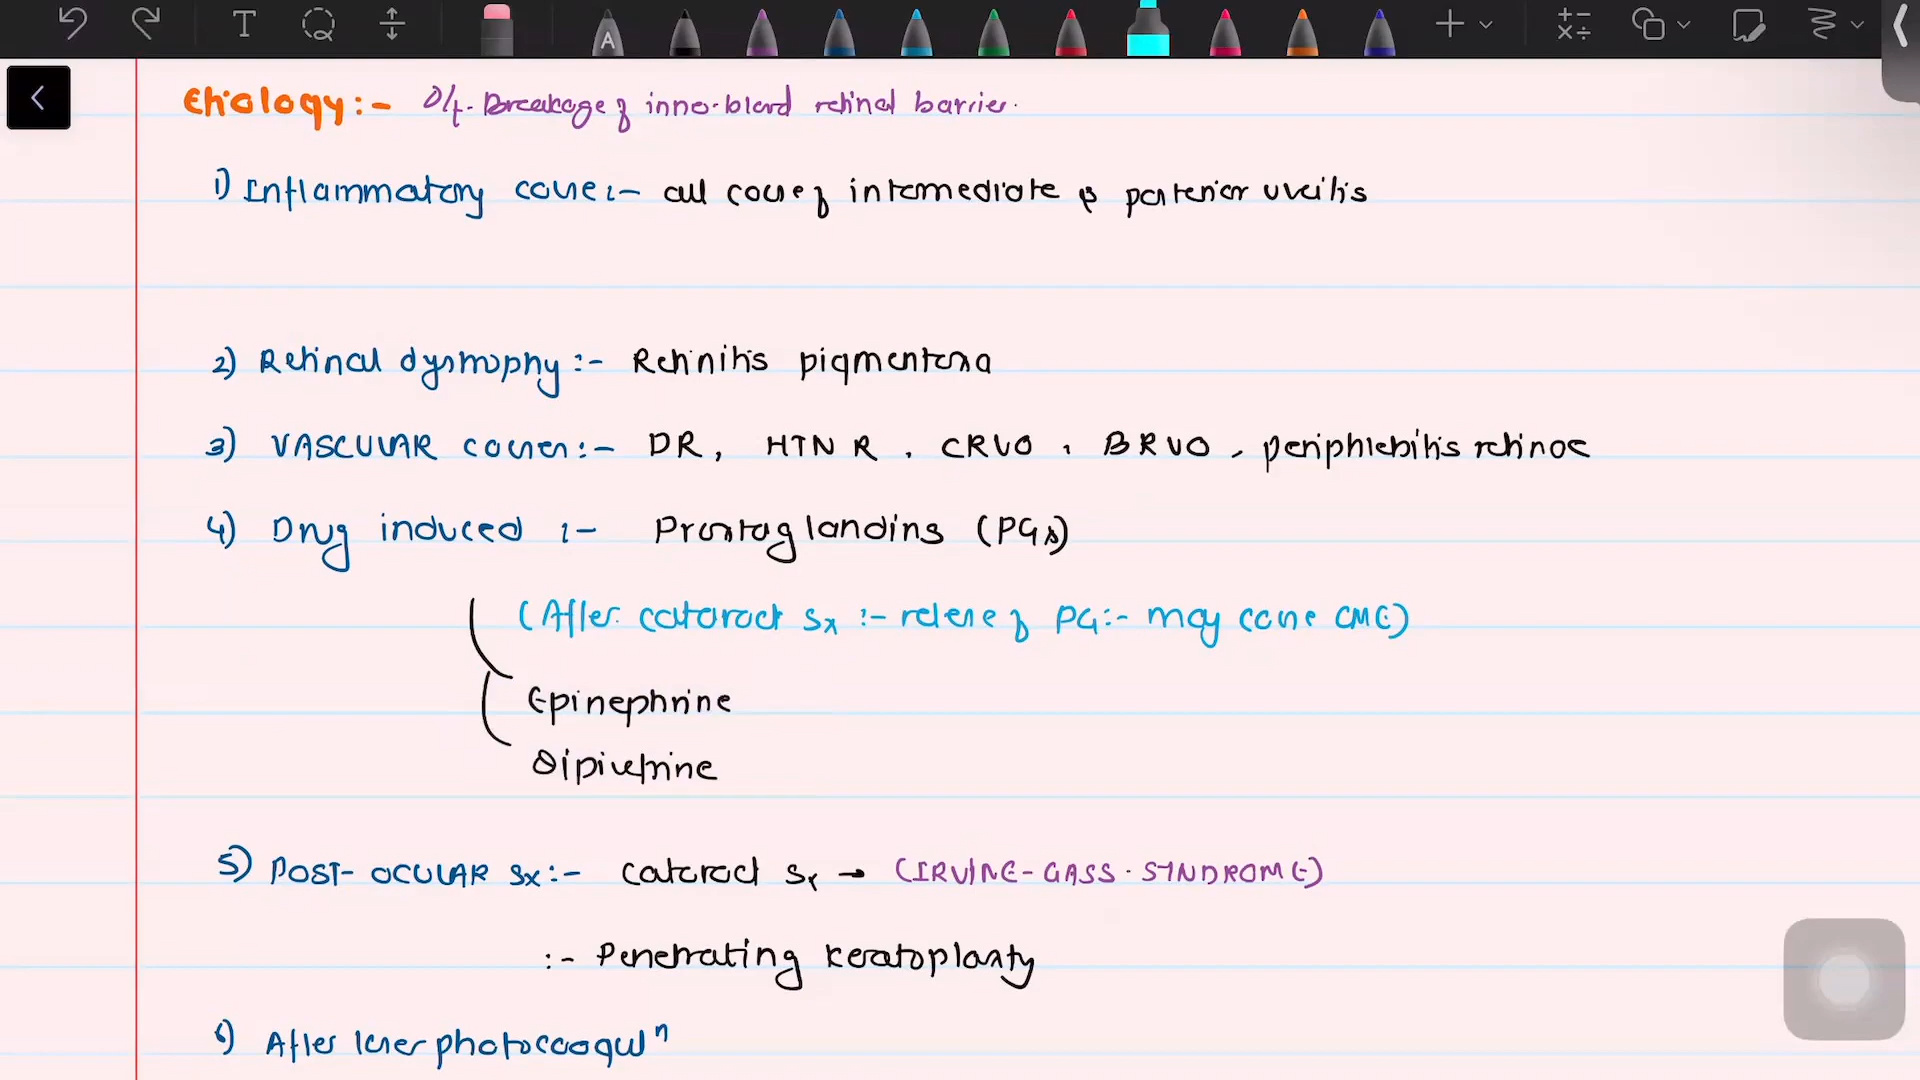 Etiology:- D/t. Breakage of inner-blood retinal barrier.
1) Inflammatory cause:- all cause of intermediate & posterior uveitis
2) Retinal dystrophy:- Retinitis pigmentosa
3) VASCULAR causes:- DR, HTN R, CRVO, BRVO, periphlebitis retinae
4) Drug induced :- Prostaglandins (PGs)
(After cataract Sx :- release of PG:- may cause CME)
Epinephrine
Dipivefrine
5) POST-OCULAR Sx:- cataract Sx → (IRVINE-GASS-SYNDROME)
:- Penetrating keratoplasty
6) After laser photocoagulⁿ